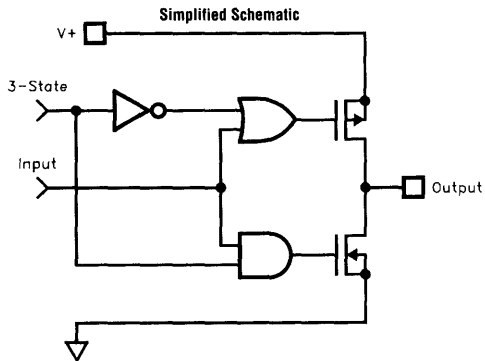 Simplified Schematic
V+
3-State
Input
Output